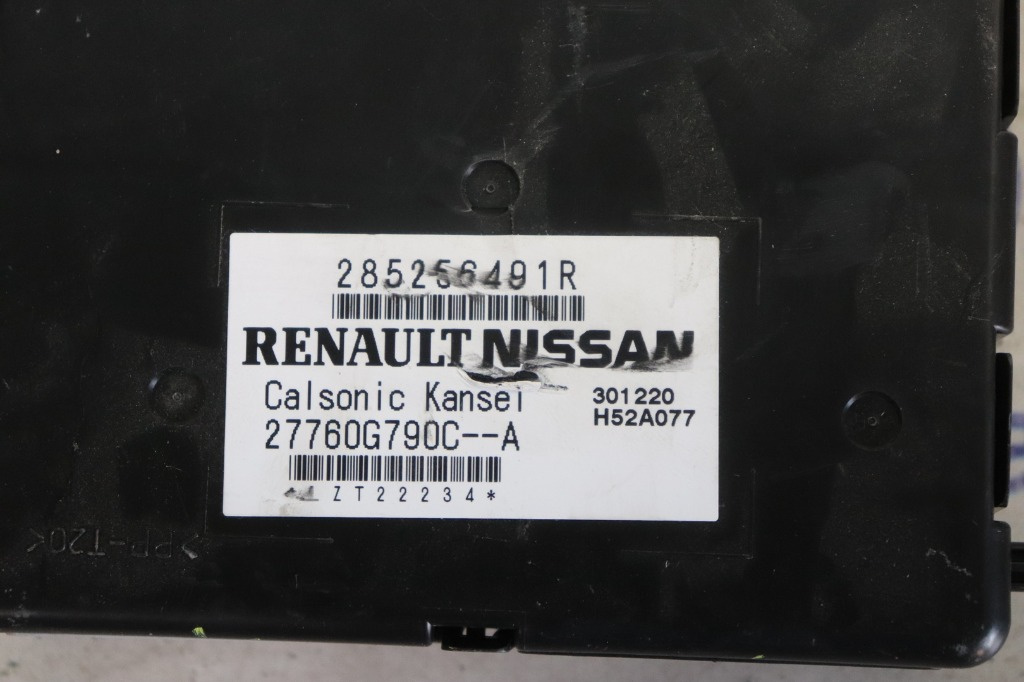 285256491R
RENAULT NISSAN
Calsonic Kansei
301220
H52A077
27760G790C--A
ZT22234*
>PP-T20<